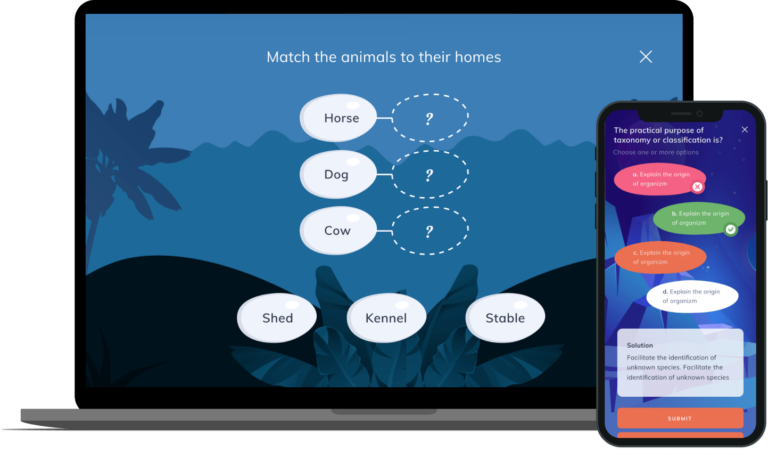 Match the animals to their homes
Horse
?
Dog
?
Cow
?
Shed
Kennel
Stable
The practical purpose of
taxonomy or classification is?
Choose one or more options
a. Explain the origin
of organizm
b. Explain the origin
of organizm
c. Explain the origin
of organizm
d. Explain the origin
of organizm
Solution
Facilitate the identification of
unknown species. Facilitate the
identification of unknown species
SUBMIT